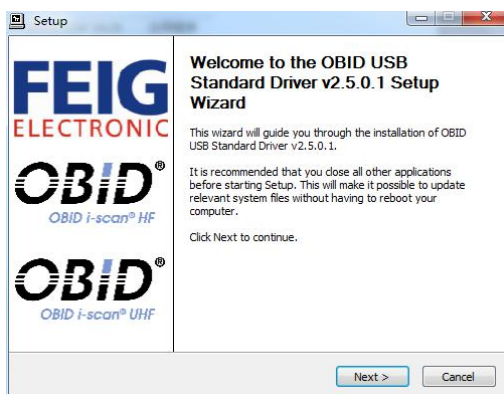 Setup
FEIG
ELECTRONIC
OBID®
OBID i-scan® HF
OBID®
OBID i-scan® UHF
Welcome to the OBID USB
Standard Driver v2.5.0.1 Setup
Wizard
This wizard will guide you through the installation of OBID
USB Standard Driver v2.5.0.1.
It is recommended that you close all other applications
before starting Setup. This will make it possible to update
relevant system files without having to reboot your
computer.
Click Next to continue.
Next >
Cancel